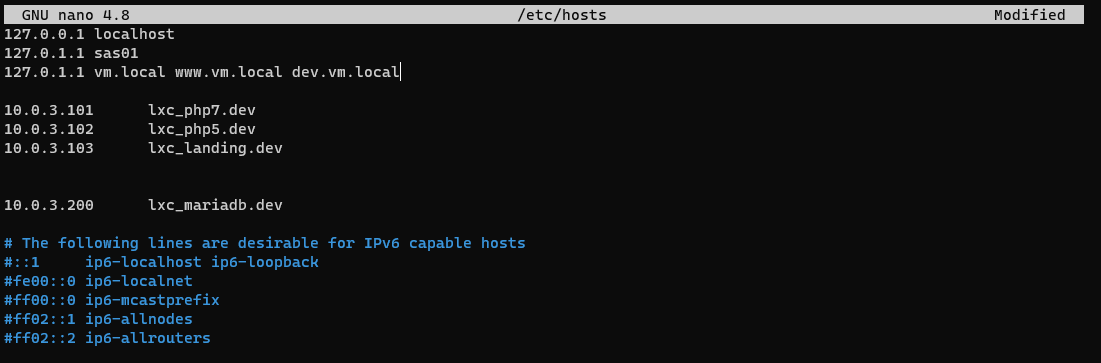 GNU nano 4.8 /etc/hosts Modified
127.0.0.1 localhost
127.0.1.1 sas01
127.0.1.1 vm.local www.vm.local dev.vm.local
10.0.3.101 lxc_php7.dev
10.0.3.102 lxc_php5.dev
10.0.3.103 lxc_landing.dev
10.0.3.200 lxc_mariadb.dev
# The following lines are desirable for IPv6 capable hosts
#::1 ip6-localhost ip6-loopback
#fe00::0 ip6-localnet
#ff00::0 ip6-mcastprefix
#ff02::1 ip6-allnodes
#ff02::2 ip6-allrouters